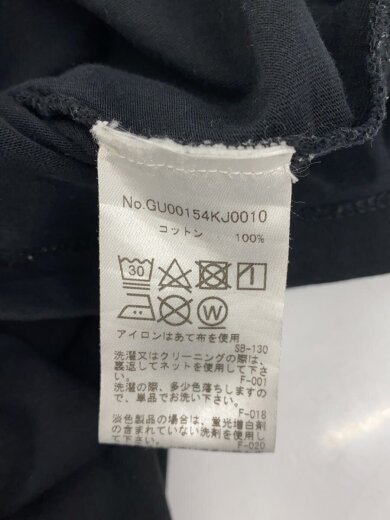 No.GU00154KJ0010
コットン 100%
30
W
アイロンはあて布を使用
SB-130
洗濯又はクリーニングの際は、
裏返してネットを使用して下さ
い。 F-001
洗濯の際、多少色落ちしますの
で、単品でお洗い下さい。
F-018
淡色製品の場合は、蛍光増白剤
の含まれていない洗剤を使用し
て下さい。 F-020